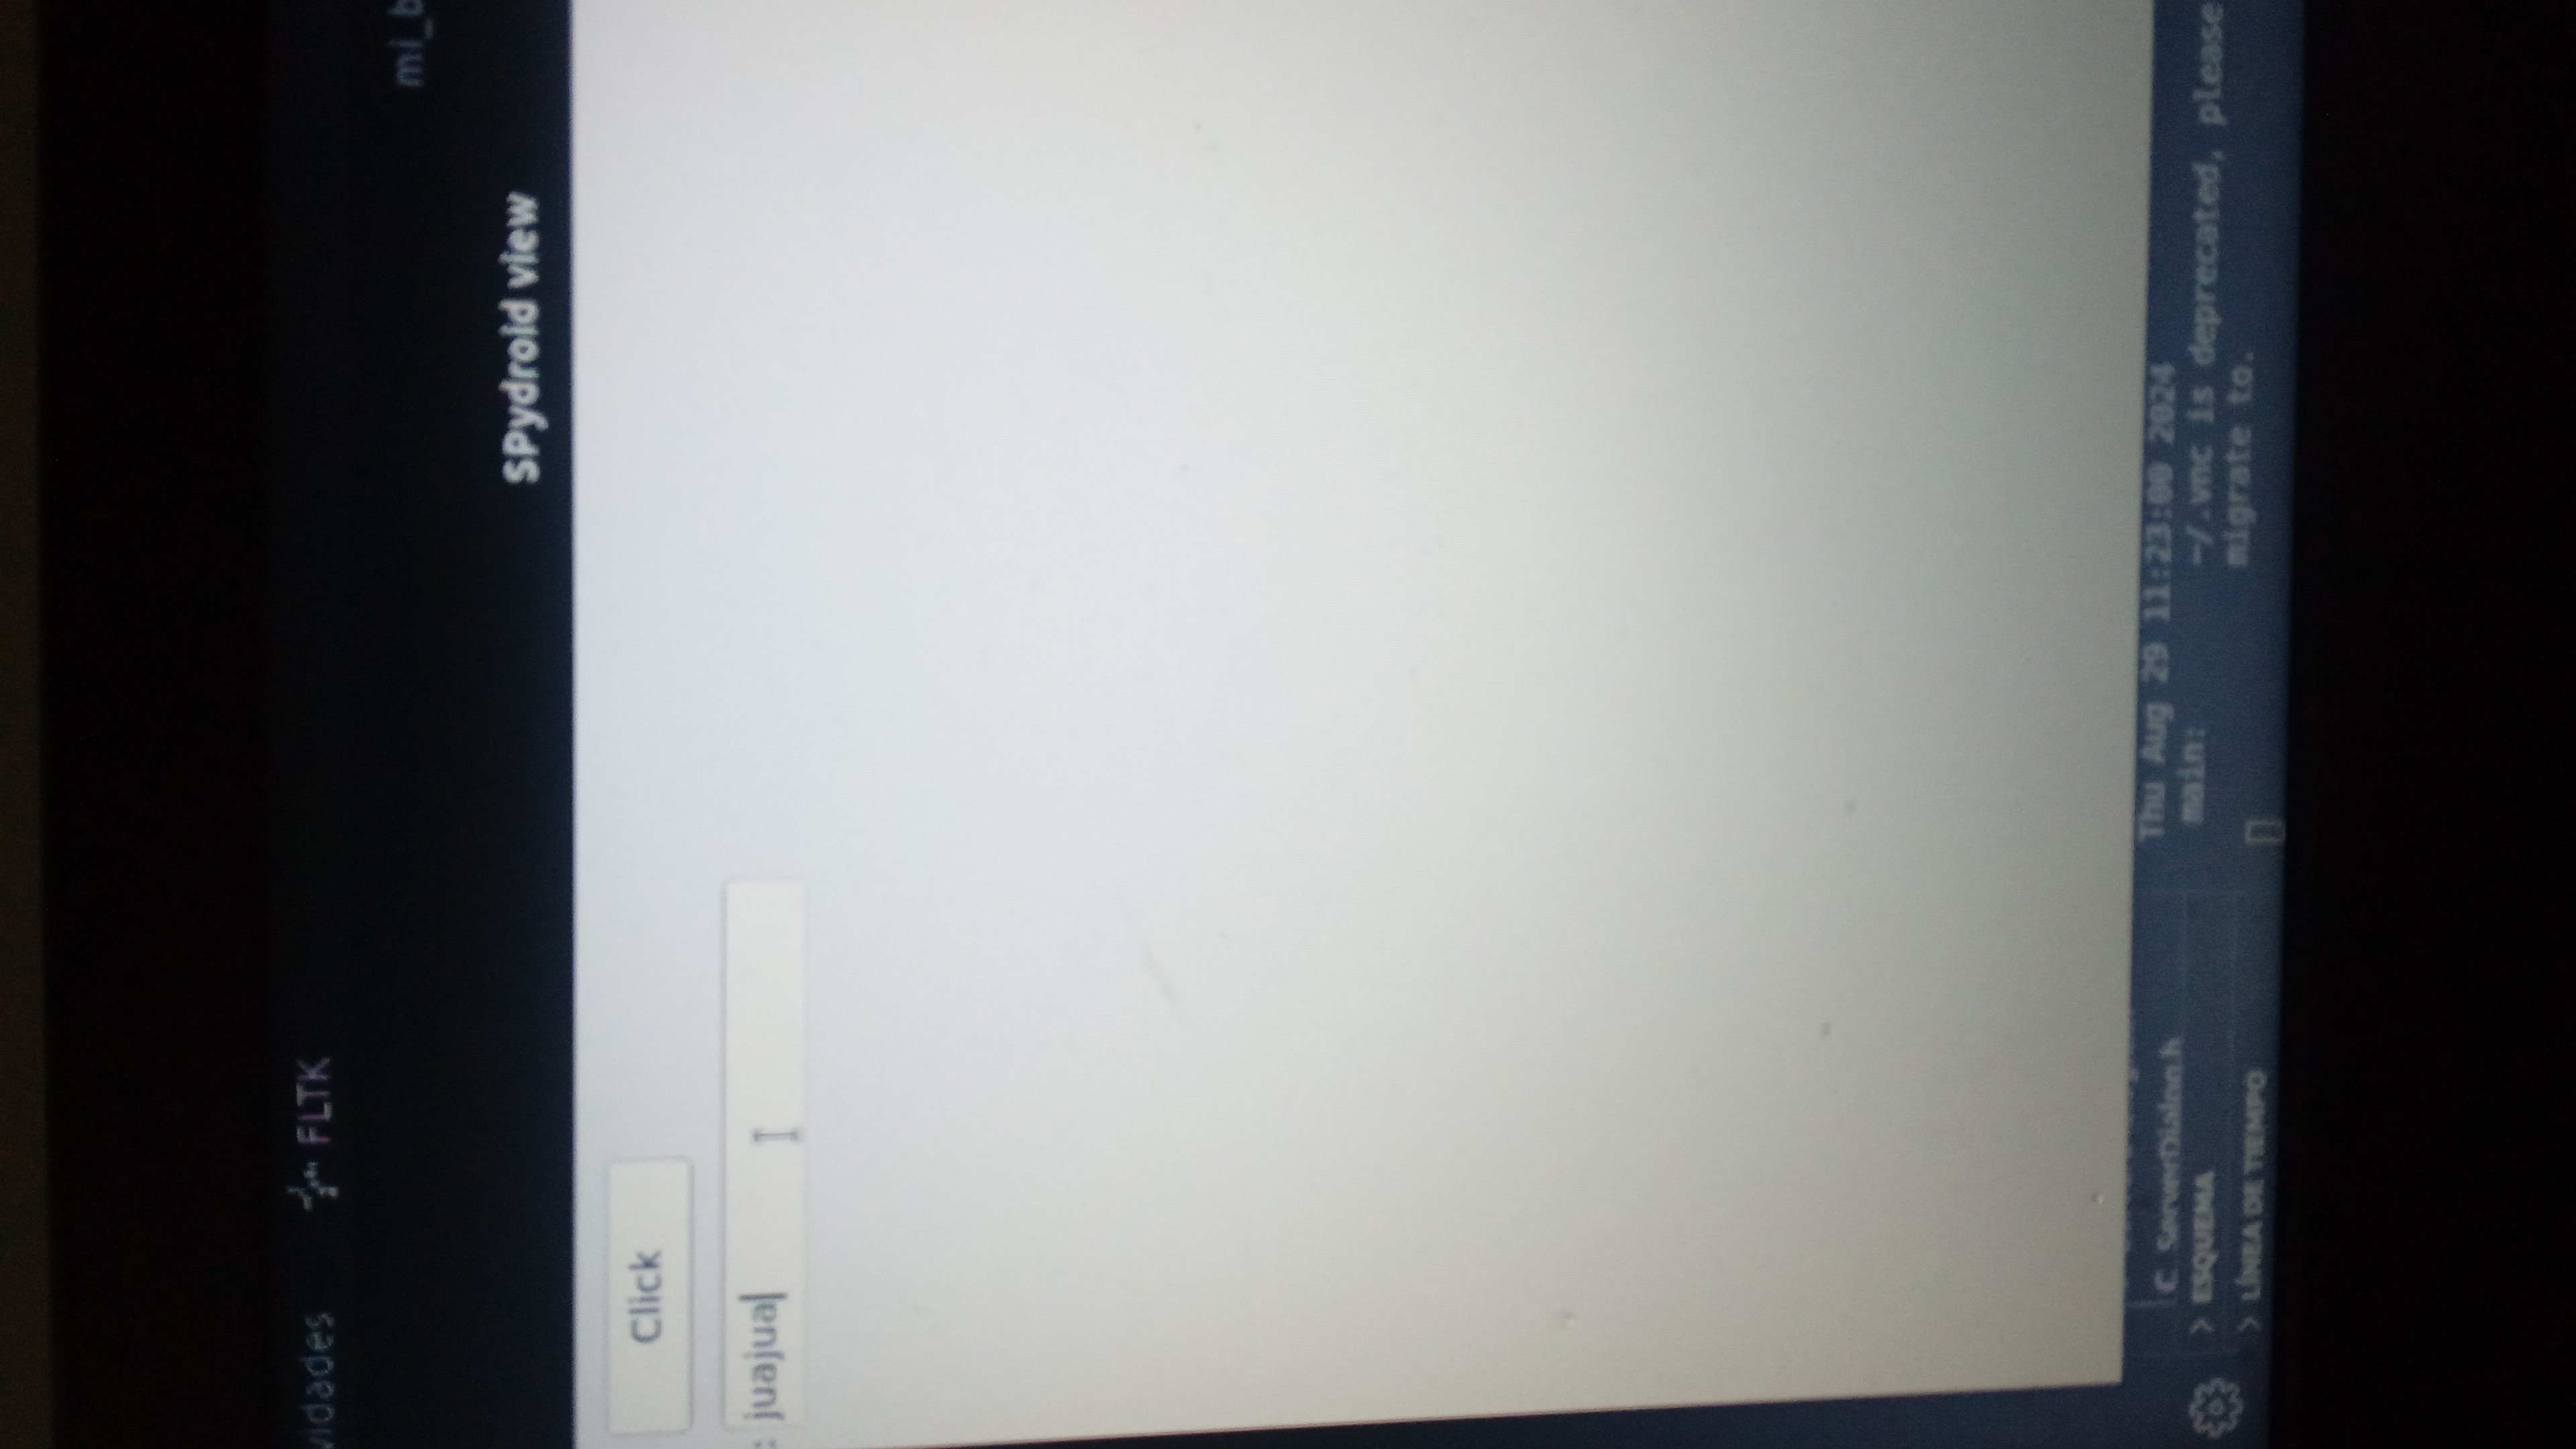 vidades FLTK
mi_b
SPydroid view
Click
: juajua
C ServerDialog.h
ESQUEMA
LÍNEA DE TIEMPO
Thu Aug 29 11:23:00 2024
main: ~/.vnc is deprecated, please
migrate to.